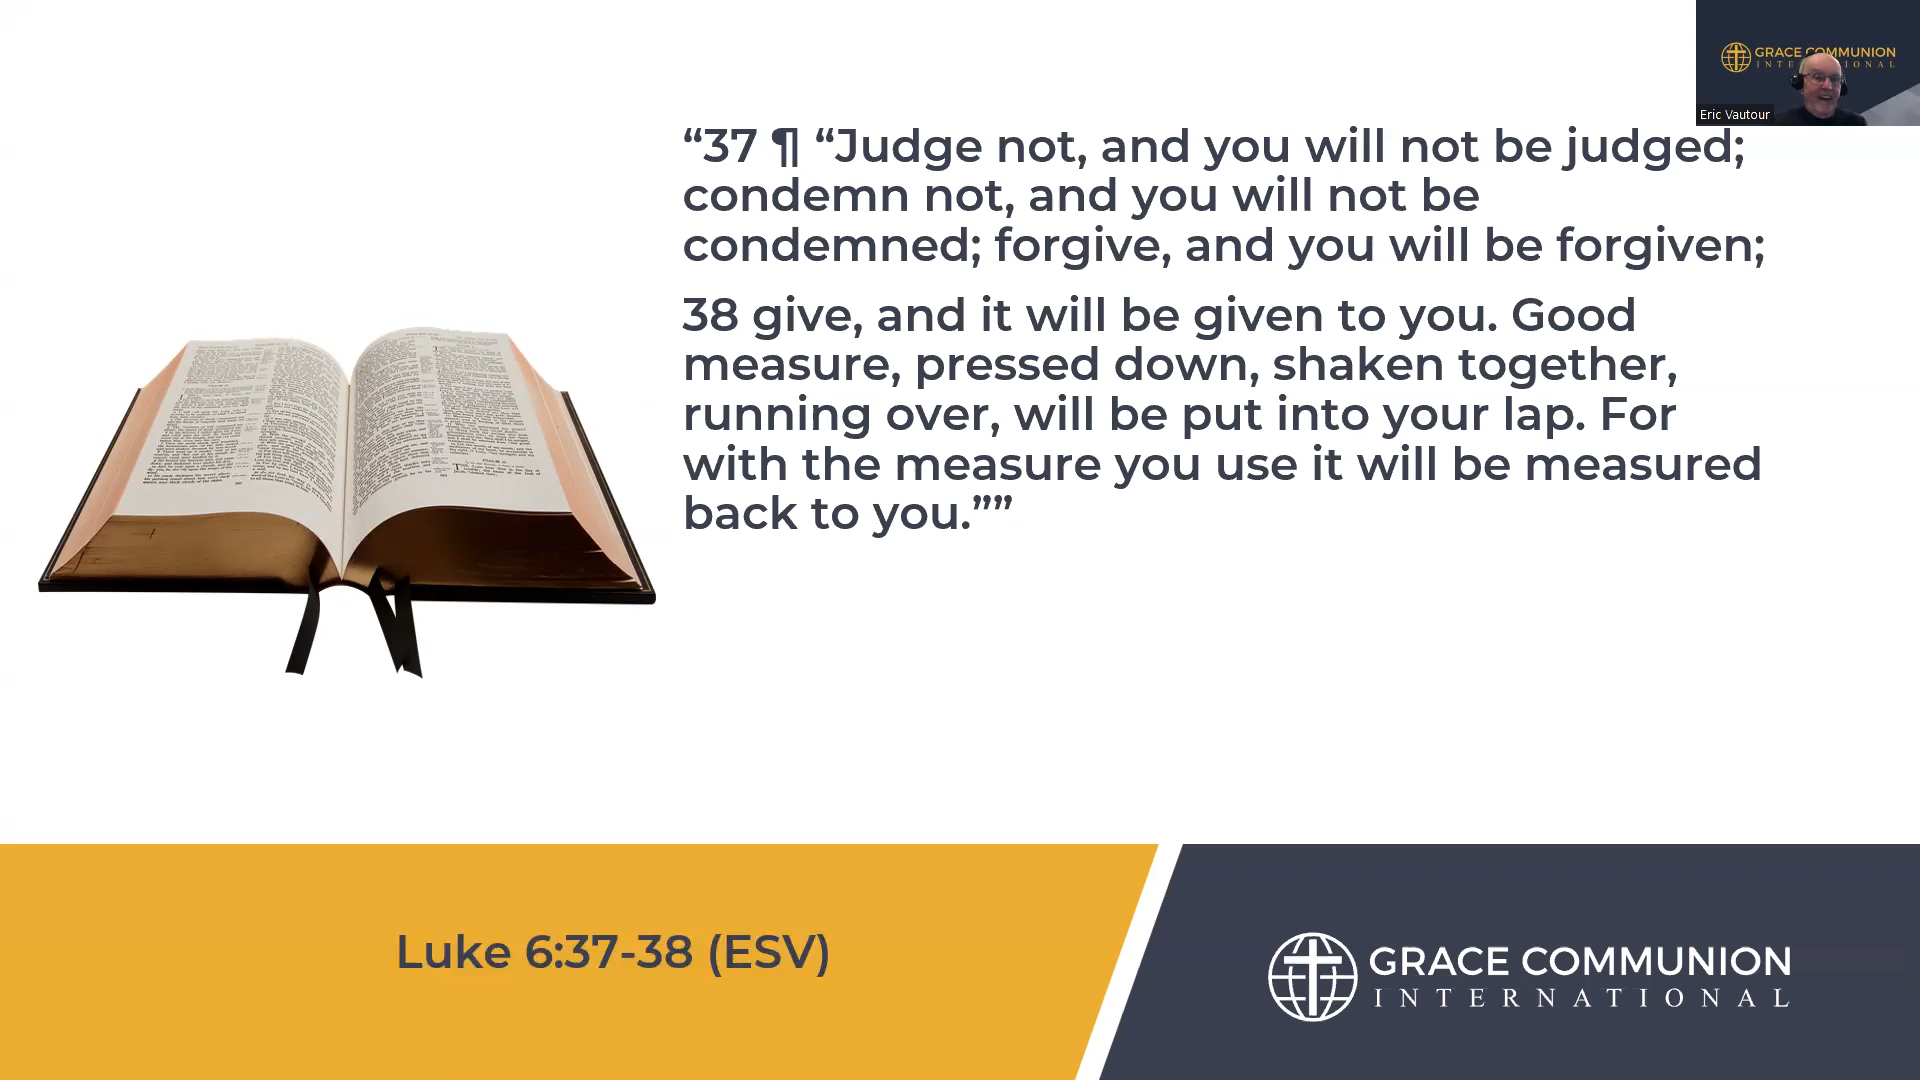 GRACE COMMUNION
Eric Vautour
“37 ¶ “Judge not, and you will not be judged;
condemn not, and you will not be
condemned; forgive, and you will be forgiven;
38 give, and it will be given to you. Good
measure, pressed down, shaken together,
running over, will be put into your lap. For
with the measure you use it will be measured
back to you.””
Luke 6:37-38 (ESV)
GRACE COMMUNION
INTERNATIONAL